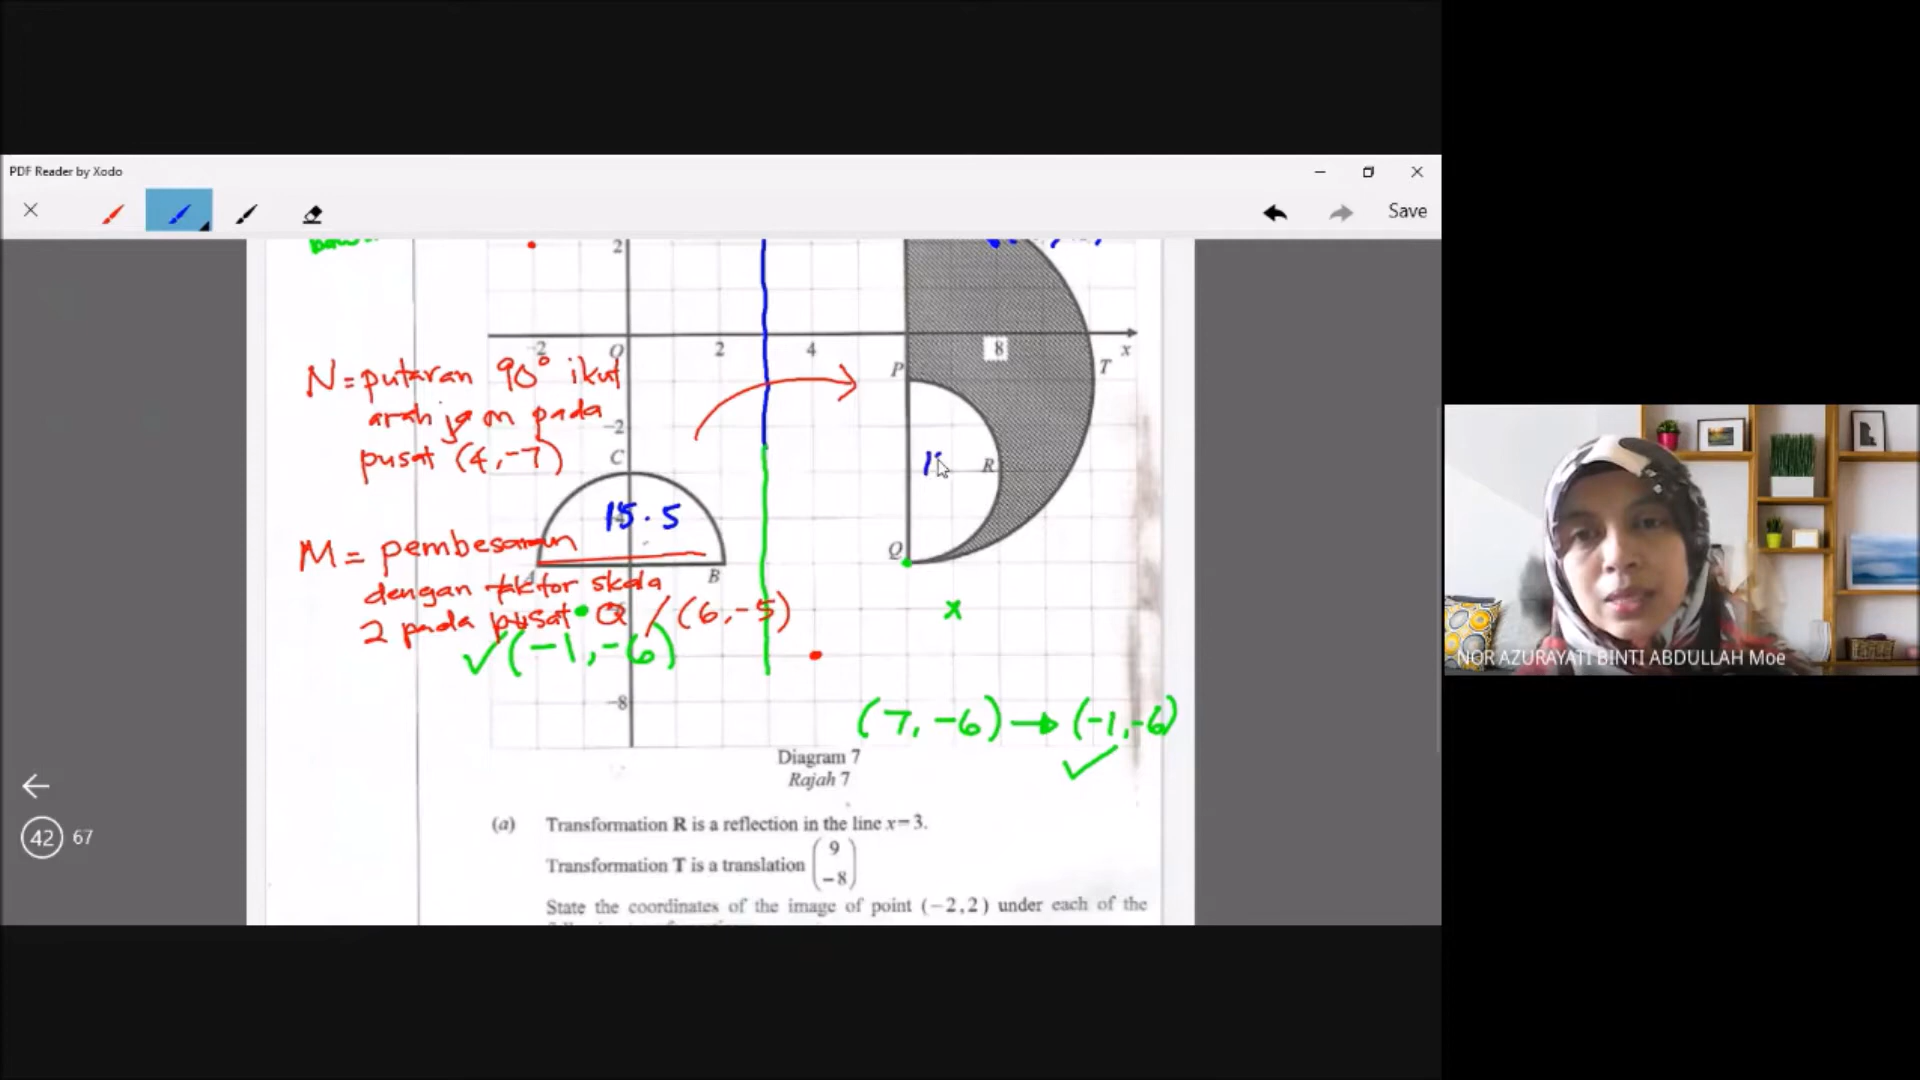 PDF Reader by Xodo
Save
2
-2
O
2
4
8
x
N = putaran 90° ikut
arah jam pada
pusat (4,-7)
P
T
-2
C
R
15.5
M = pembesaran
dengan faktor skala
2 pada pusat Q / (6,-5)
A
B
Q
x
✓(-1,-6)
-8
(7,-6) → (-1,-6)
✓
Diagram 7
Rajah 7
(a) Transformation R is a reflection in the line x=3.
Transformation T is a translation (9
-8)
State the coordinates of the image of point (-2,2) under each of the
42 67
NOR AZURAYATI BINTI ABDULLAH Moe